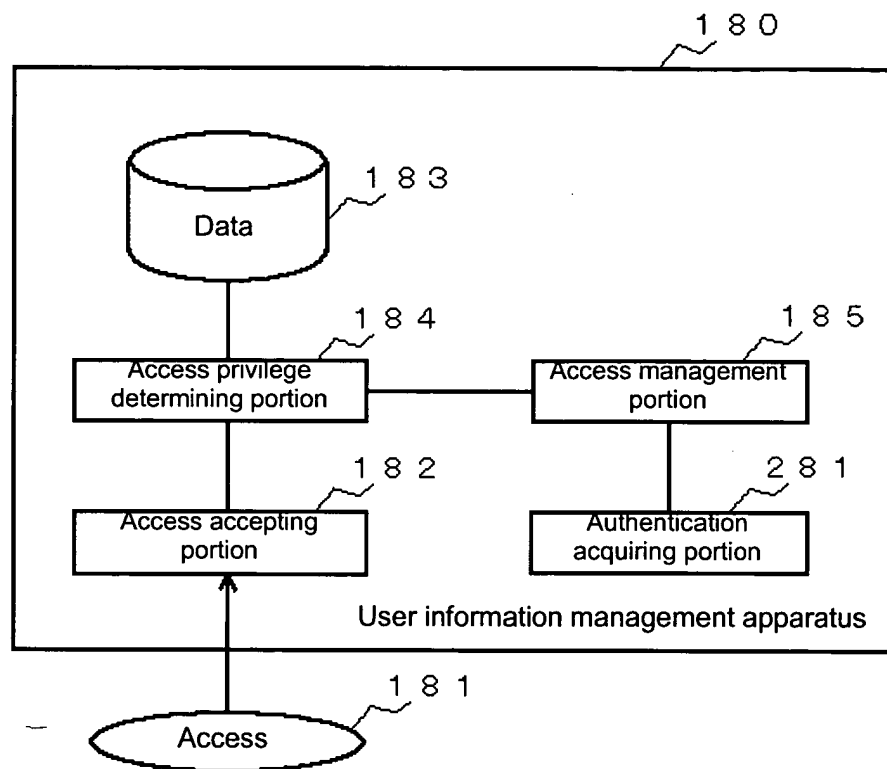 180
183
Data
184
185
Access privilege
determining portion
Access management
portion
182
281
Access accepting
portion
Authentication
acquiring portion
User information management apparatus
181
Access